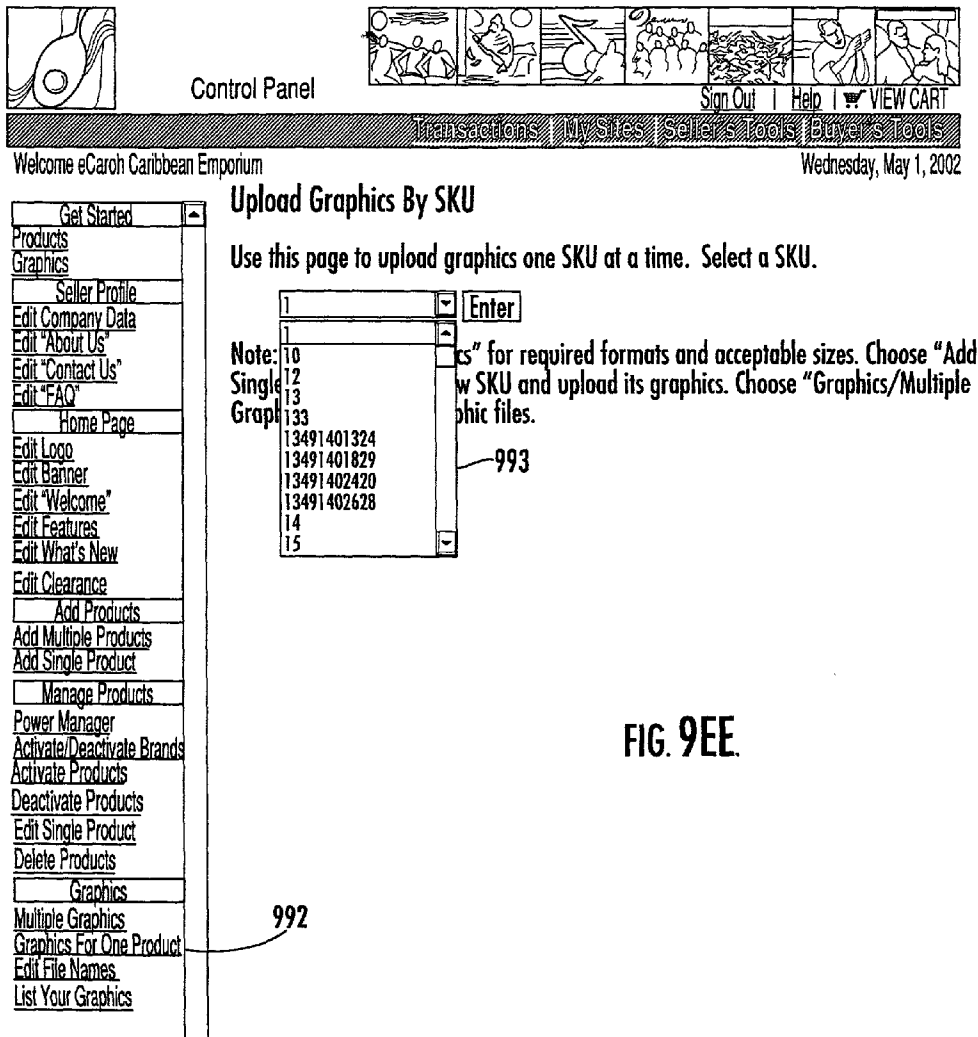 Control Panel
Sign Out | Help | VIEW CART
Transactions | My Sites | Seller's Tools | Buyer's Tools
Welcome eCaroh Caribbean Emporium
Wednesday, May 1, 2002
Get Started
Products
Graphics
Seller Profile
Edit Company Data
Edit "About Us"
Edit "Contact Us"
Edit "FAQ"
Home Page
Edit Logo
Edit Banner
Edit "Welcome"
Edit Features
Edit What's New
Edit Clearance
Add Products
Add Multiple Products
Add Single Product
Manage Products
Power Manager
Activate/Deactivate Brands
Activate Products
Deactivate Products
Edit Single Product
Delete Products
Graphics
Multiple Graphics
Graphics For One Product
Edit File Names
List Your Graphics
992
Upload Graphics By SKU
Use this page to upload graphics one SKU at a time. Select a SKU.
1
Enter
Note: cs" for required formats and acceptable sizes. Choose "Add
Single w SKU and upload its graphics. Choose "Graphics/Multiple
Graph phic files.
1
10
12
13
133
13491401324
13491401829
13491402420
13491402628
14
15
993
FIG. 9EE.